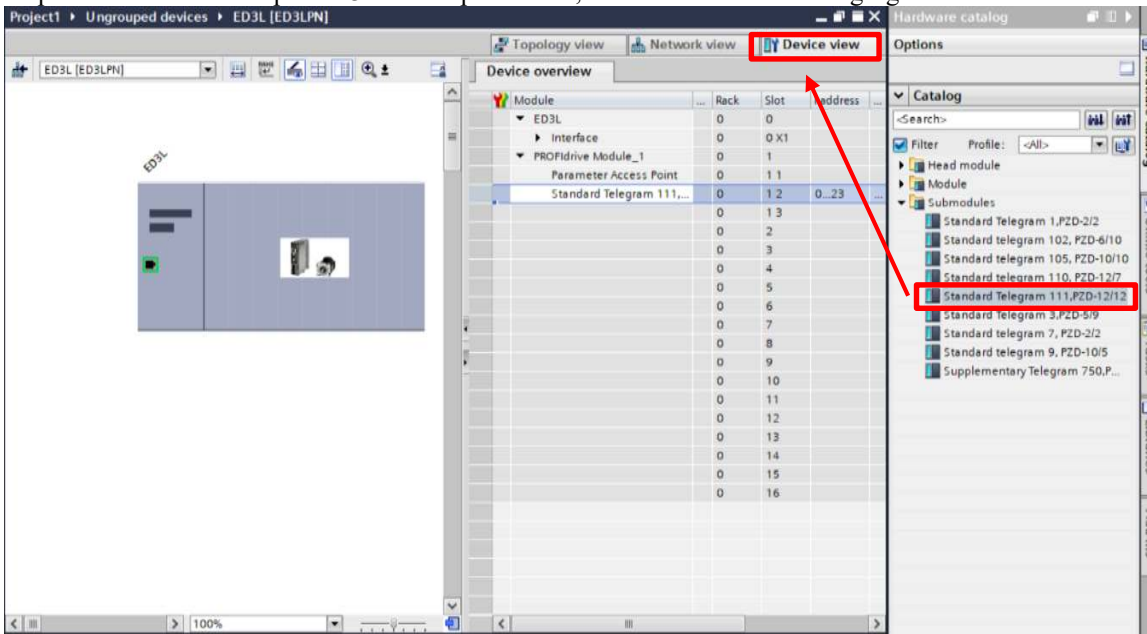 Project1 ▸ Ungrouped devices ▸ ED3L [ED3LPN]
Hardware catalog
Topology view
Network view
Device view
Options
ED3L [ED3LPN]
Device overview
Module ... Rack Slot I address ...
ED3L 0 0
Interface 0 0 X1
PROFIdrive Module_1 0 1
Parameter Access Point 0 1 1
Standard Telegram 111,... 0 1 2 0...23 ...
0 1 3
0 2
0 3
0 4
0 5
0 6
0 7
0 8
0 9
0 10
0 11
0 12
0 13
0 14
0 15
0 16
ED3L
100%
Catalog
<Search>
Filter Profile: <All>
Head module
Module
Submodules
Standard Telegram 1,PZD-2/2
Standard telegram 102, PZD-6/10
Standard telegram 105, PZD-10/10
Standard telegram 110, PZD-12/7
Standard Telegram 111,PZD-12/12
Standard Telegram 3,PZD-5/9
Standard telegram 7, PZD-2/2
Standard telegram 9, PZD-10/5
Supplementary Telegram 750,P...